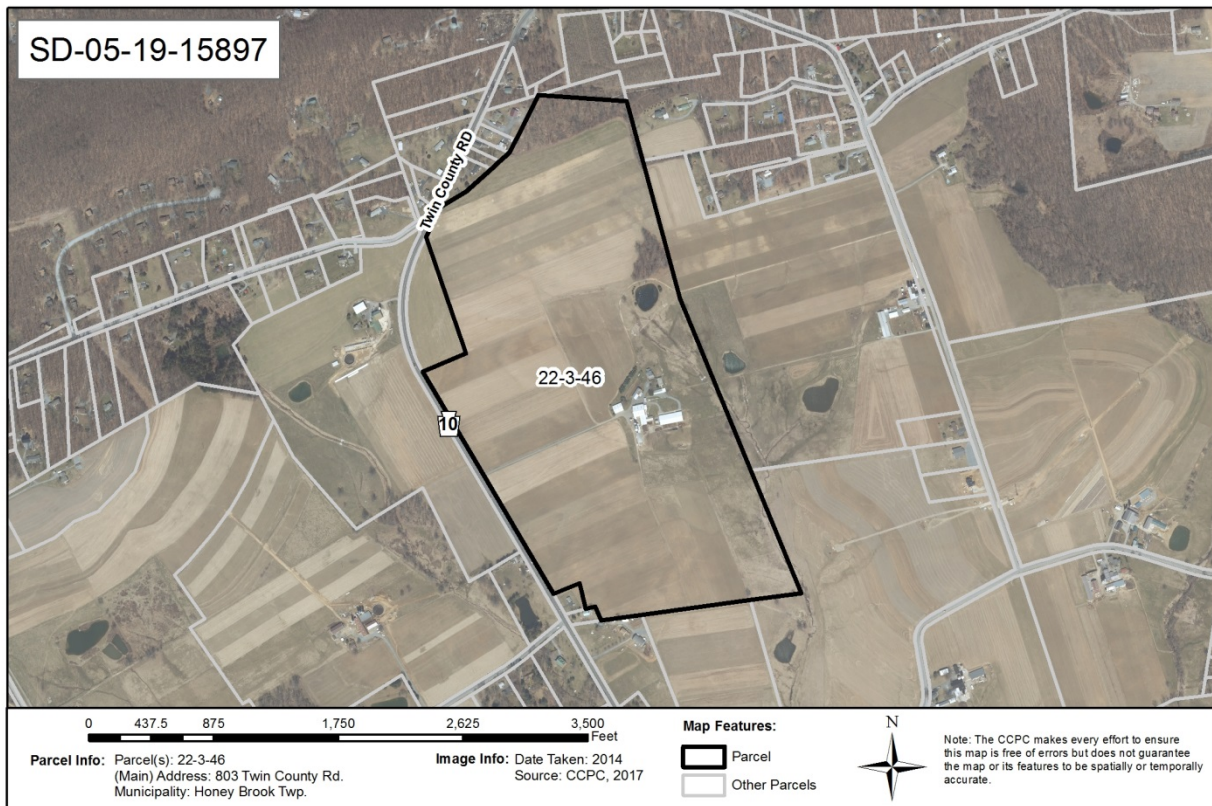 SD-05-19-15897
Twin County RD
22-3-46
10
0 437.5 875 1,750 2,625 3,500
Feet
Parcel Info: Parcel(s): 22-3-46
(Main) Address: 803 Twin County Rd.
Municipality: Honey Brook Twp.
Image Info: Date Taken: 2014
Source: CCPC, 2017
Map Features:
Parcel
Other Parcels
N
Note: The CCPC makes every effort to ensure
this map is free of errors but does not guarantee
the map or its features to be spatially or temporally
accurate.